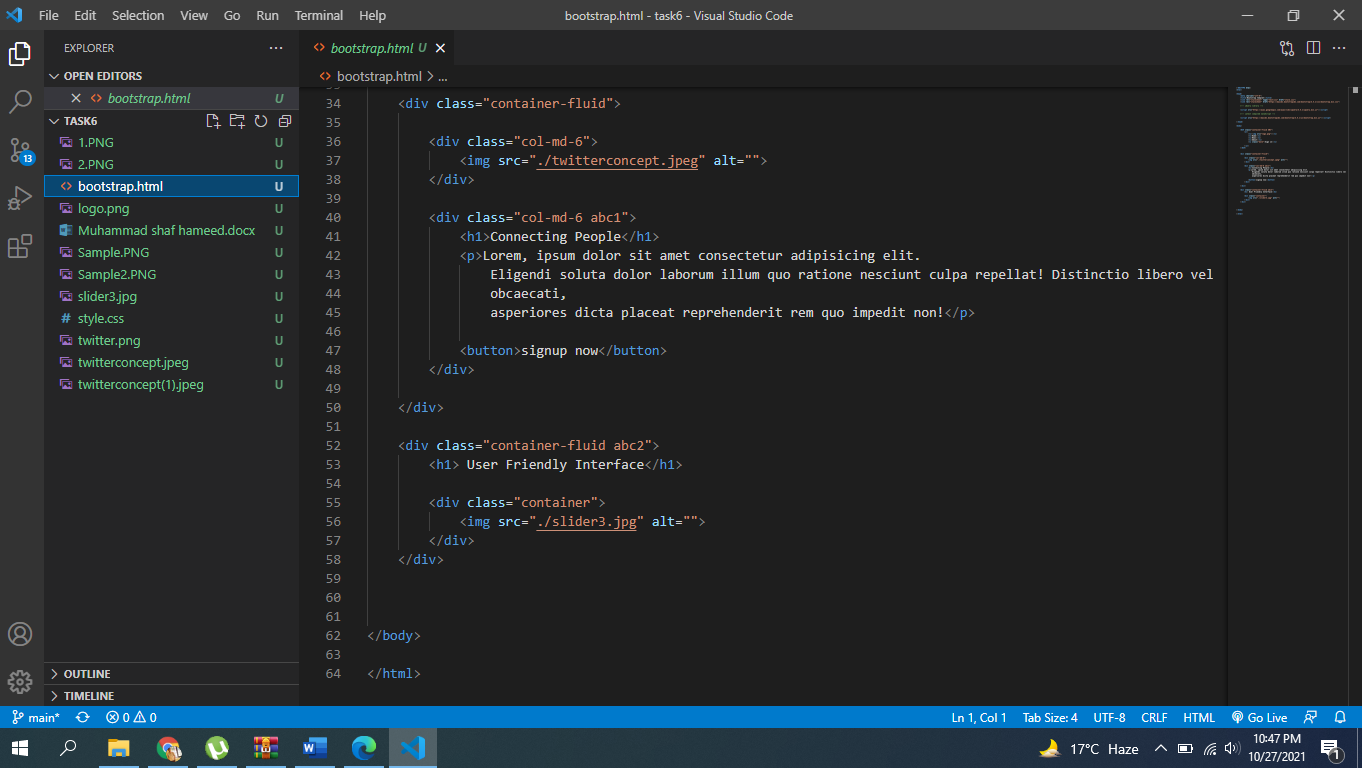 File Edit Selection View Go Run Terminal Help bootstrap.html - task6 - Visual Studio Code
EXPLORER
OPEN EDITORS
bootstrap.html U
TASK6
1.PNG U
2.PNG U
bootstrap.html U
logo.png U
Muhammad shaf hameed.docx U
Sample.PNG U
Sample2.PNG U
slider3.jpg U
style.css U
twitter.png U
twitterconcept.jpeg U
twitterconcept(1).jpeg U
OUTLINE
TIMELINE
13
bootstrap.html U
bootstrap.html > ...
34 <div class="container-fluid">
35
36 <div class="col-md-6">
37 <img src="./twitterconcept.jpeg" alt="">
38 </div>
39
40 <div class="col-md-6 abc1">
41 <h1>Connecting People</h1>
42 <p>Lorem, ipsum dolor sit amet consectetur adipisicing elit.
43 Eligendi soluta dolor laborum illum quo ratione nesciunt culpa repellat! Distinctio libero vel
44 obcaecati,
45 asperiores dicta placeat reprehenderit rem quo impedit non!</p>
46
47 <button>signup now</button>
48 </div>
49
50 </div>
51
52 <div class="container-fluid abc2">
53 <h1> User Friendly Interface</h1>
54
55 <div class="container">
56 <img src="./slider3.jpg" alt="">
57 </div>
58 </div>
59
60
61
62 </body>
63
64 </html>
main* 0 0 Ln 1, Col 1 Tab Size: 4 UTF-8 CRLF HTML Go Live
17°C Haze 10:47 PM
10/27/2021 1